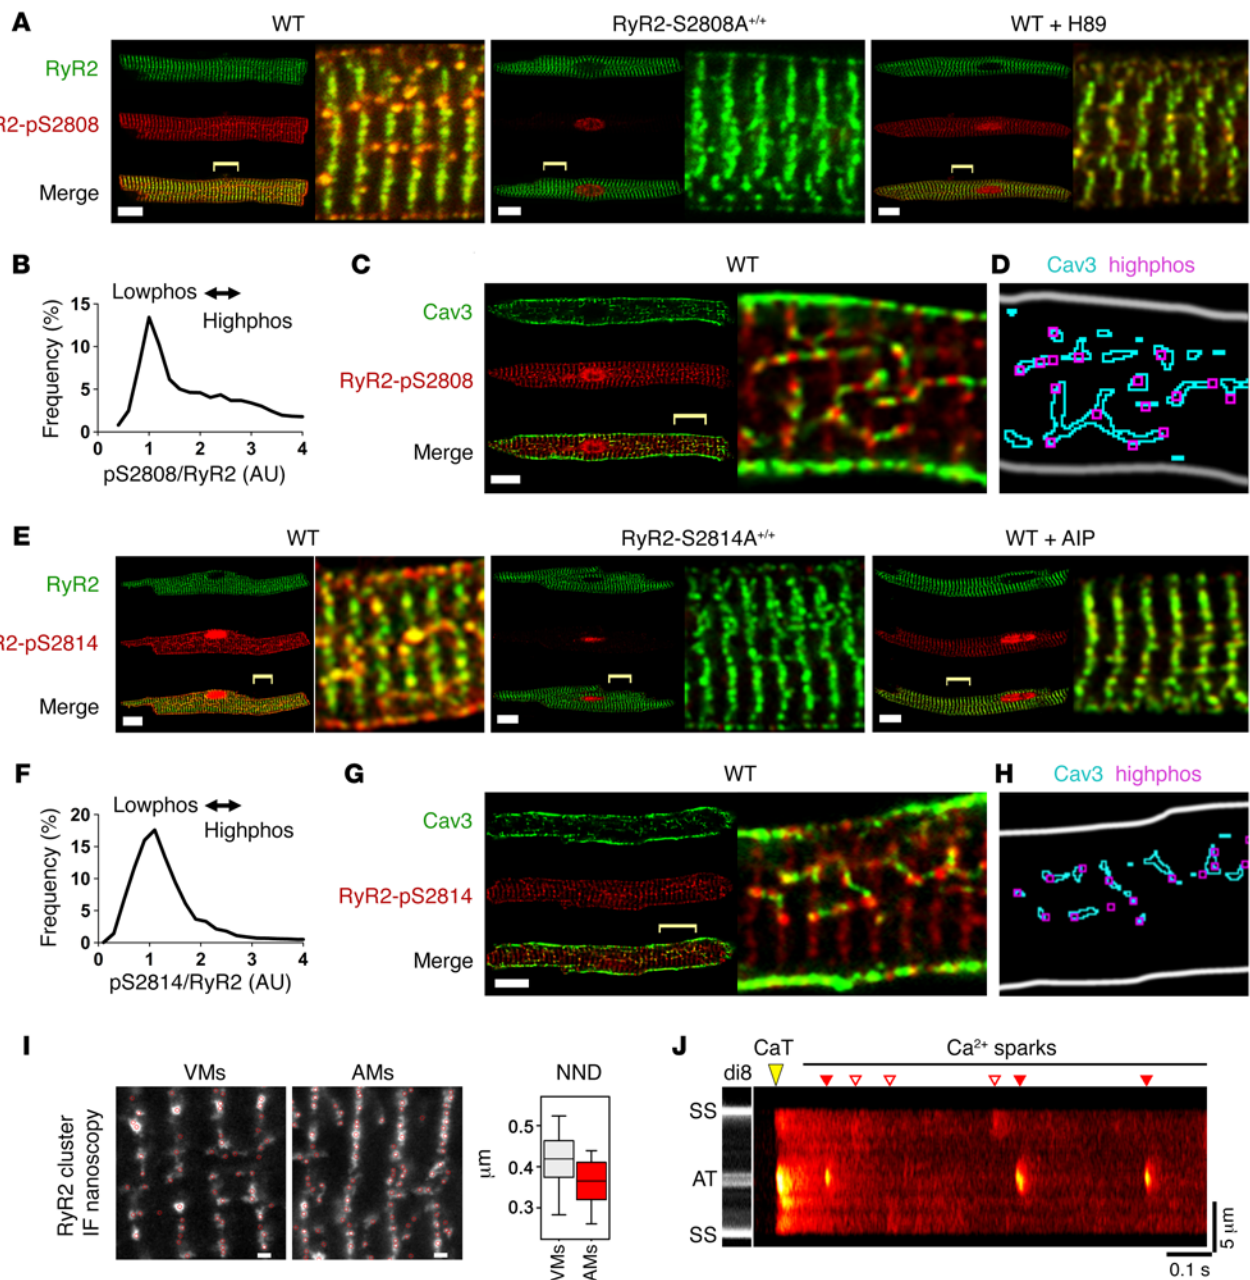 A
WT
RyR2-S2808A+/+
WT + H89
RyR2
R2-pS2808
Merge
B
Lowphos
Highphos
Frequency (%)
15
10
5
0
0 1 2 3 4
pS2808/RyR2 (AU)
C
WT
Cav3
RyR2-pS2808
Merge
D
Cav3 highphos
E
WT
RyR2-S2814A+/+
WT + AIP
RyR2
R2-pS2814
Merge
F
Lowphos
Highphos
Frequency (%)
20
15
10
5
0
0 1 2 3 4
pS2814/RyR2 (AU)
G
WT
Cav3
RyR2-pS2814
Merge
H
Cav3 highphos
I
VMs
AMs
NND
RyR2 cluster
IF nanoscopy
µm
0.5
0.4
0.3
VMs
AMs
J
CaT
Ca2+ sparks
di8
SS
AT
SS
5 µm
0.1 s